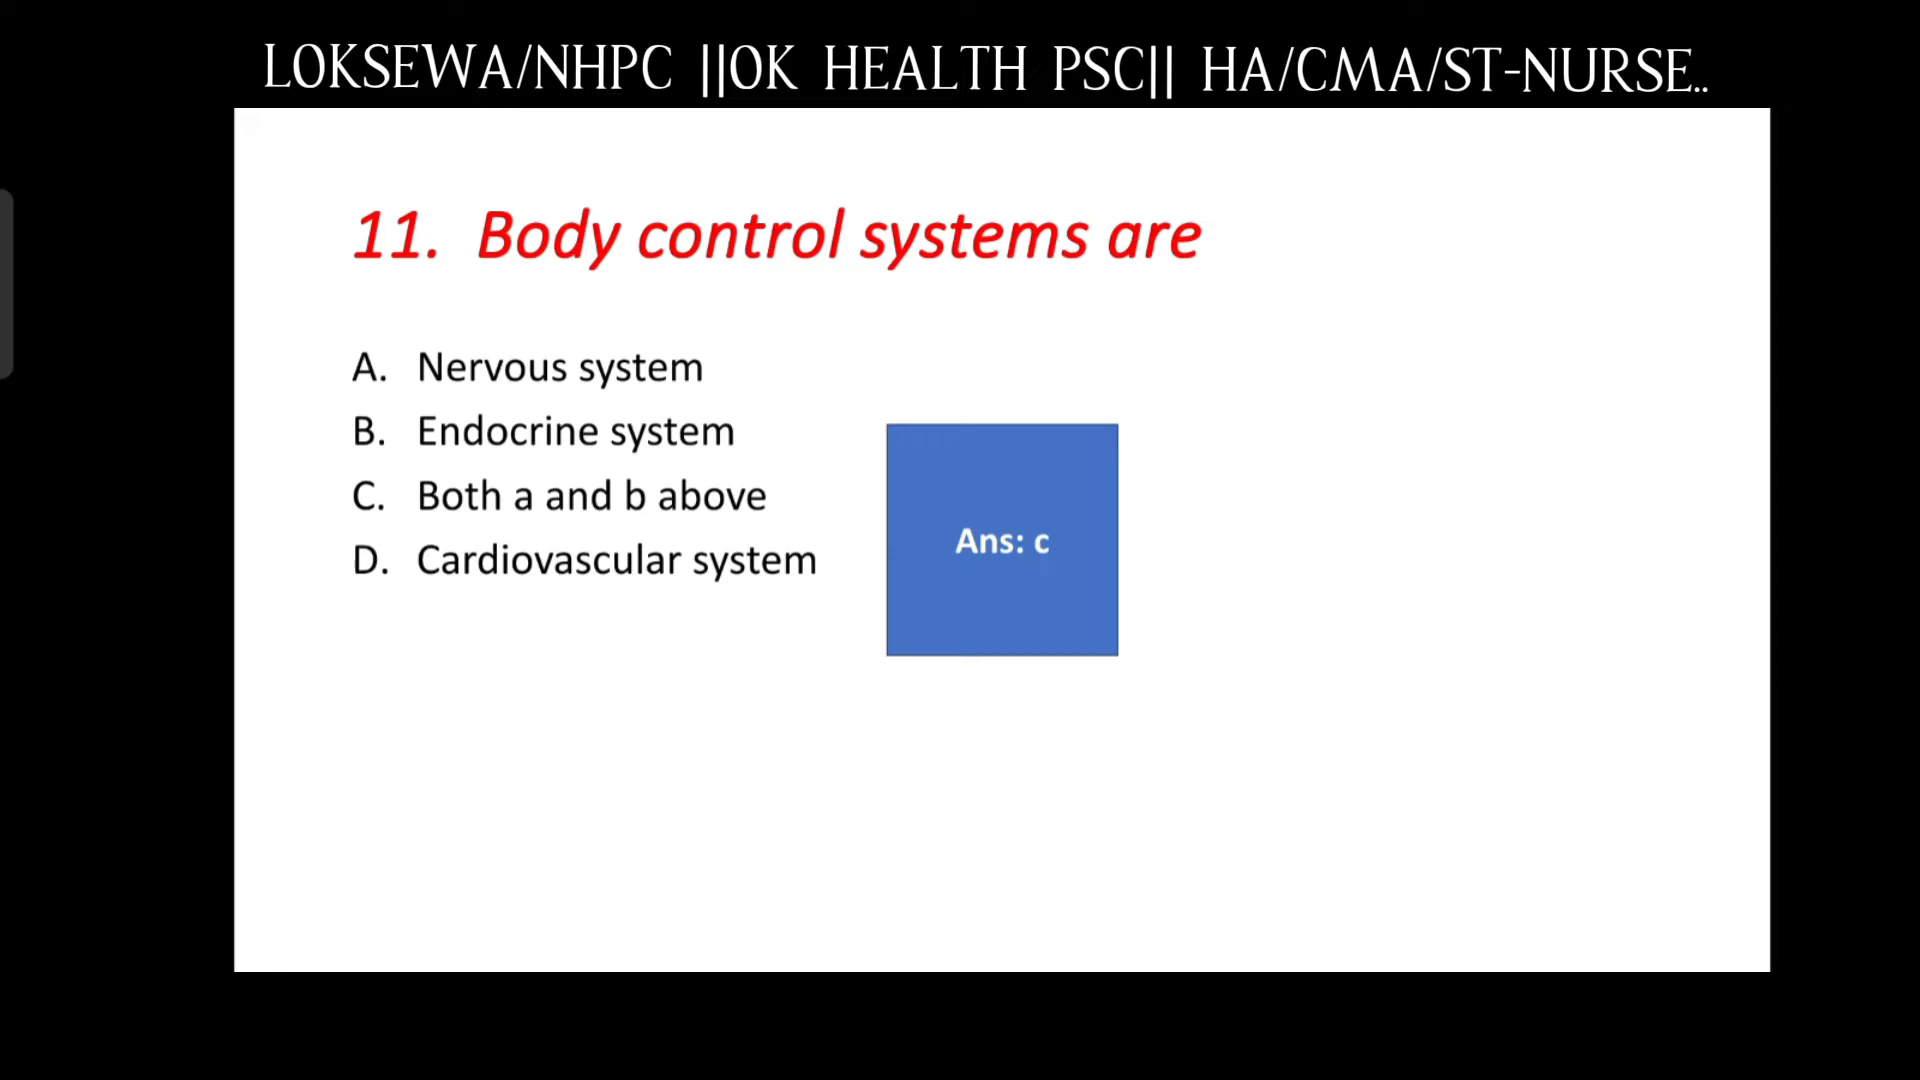 LOKSEWA/NHPC ||OK HEALTH PSC|| HA/CMA/ST-NURSE..
11. Body control systems are
A. Nervous system
B. Endocrine system
C. Both a and b above
D. Cardiovascular system
Ans: c